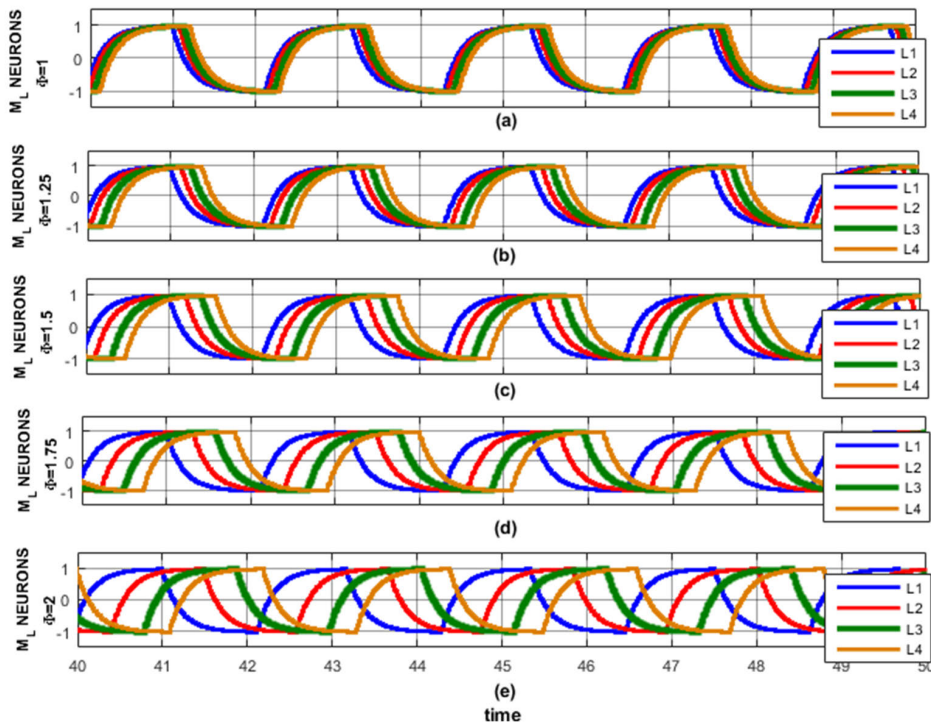 M_L NEURONS
Φ=1
1
0
-1
L1
L2
L3
L4
(a)
M_L NEURONS
Φ=1.25
1
0
-1
L1
L2
L3
L4
(b)
M_L NEURONS
Φ=1.5
1
0
-1
L1
L2
L3
L4
(c)
M_L NEURONS
Φ=1.75
1
0
-1
L1
L2
L3
L4
(d)
M_L NEURONS
Φ=2
1
0
-1
L1
L2
L3
L4
40 41 42 43 44 45 46 47 48 49 50
(e)
time